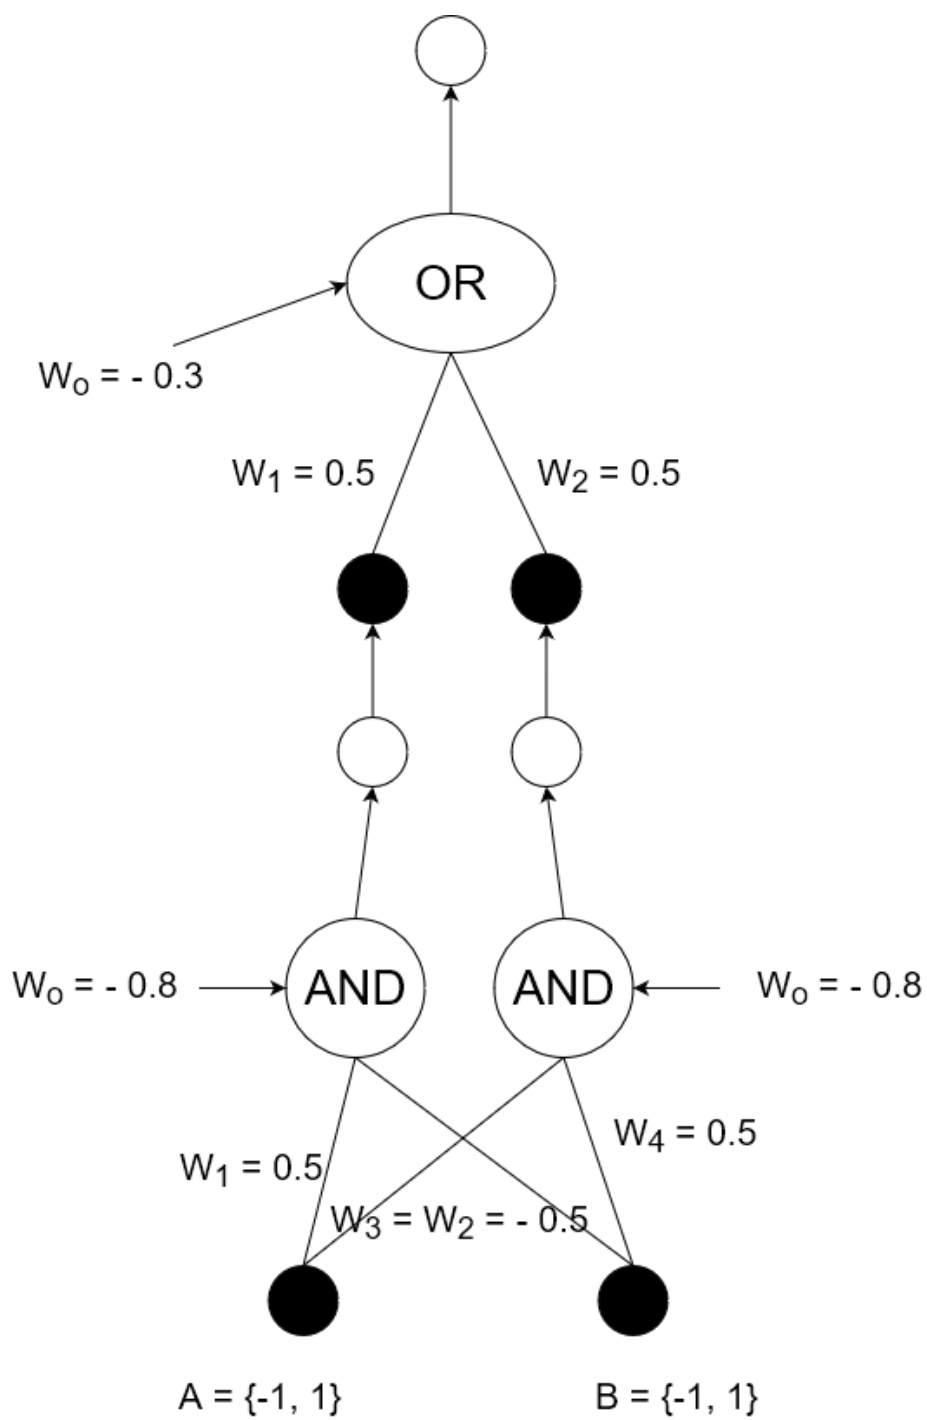 OR
Wₒ = - 0.3
W₁ = 0.5
W₂ = 0.5
AND
AND
Wₒ = - 0.8
Wₒ = - 0.8
W₄ = 0.5
W₁ = 0.5
W₃ = W₂ = - 0.5
A = {-1, 1}
B = {-1, 1}